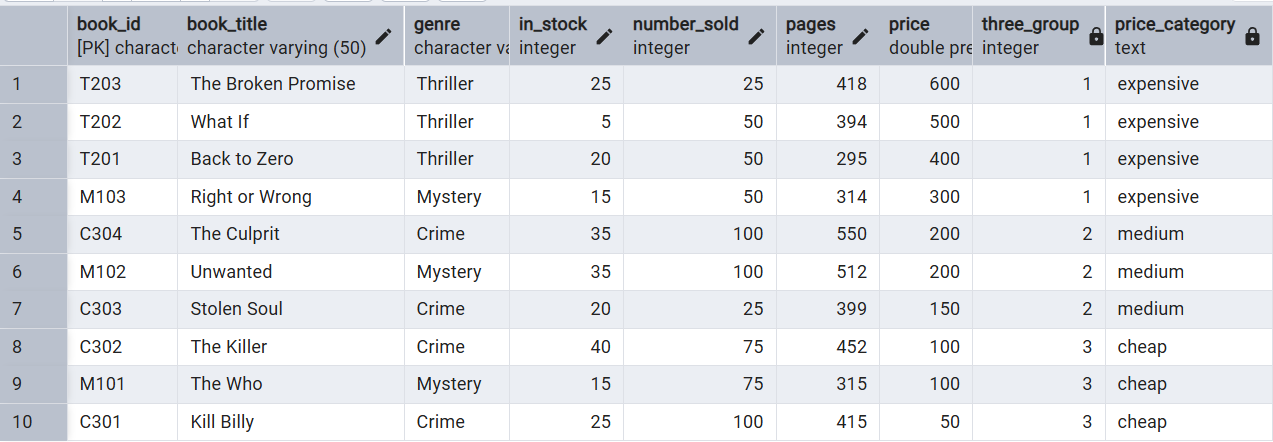 book_id book_title genre in_stock number_sold pages price three_group price_category
[PK] characte character varying (50) character va integer integer integer double pre integer text
1 T203 The Broken Promise Thriller 25 25 418 600 1 expensive
2 T202 What If Thriller 5 50 394 500 1 expensive
3 T201 Back to Zero Thriller 20 50 295 400 1 expensive
4 M103 Right or Wrong Mystery 15 50 314 300 1 expensive
5 C304 The Culprit Crime 35 100 550 200 2 medium
6 M102 Unwanted Mystery 35 100 512 200 2 medium
7 C303 Stolen Soul Crime 20 25 399 150 2 medium
8 C302 The Killer Crime 40 75 452 100 3 cheap
9 M101 The Who Mystery 15 75 315 100 3 cheap
10 C301 Kill Billy Crime 25 100 415 50 3 cheap